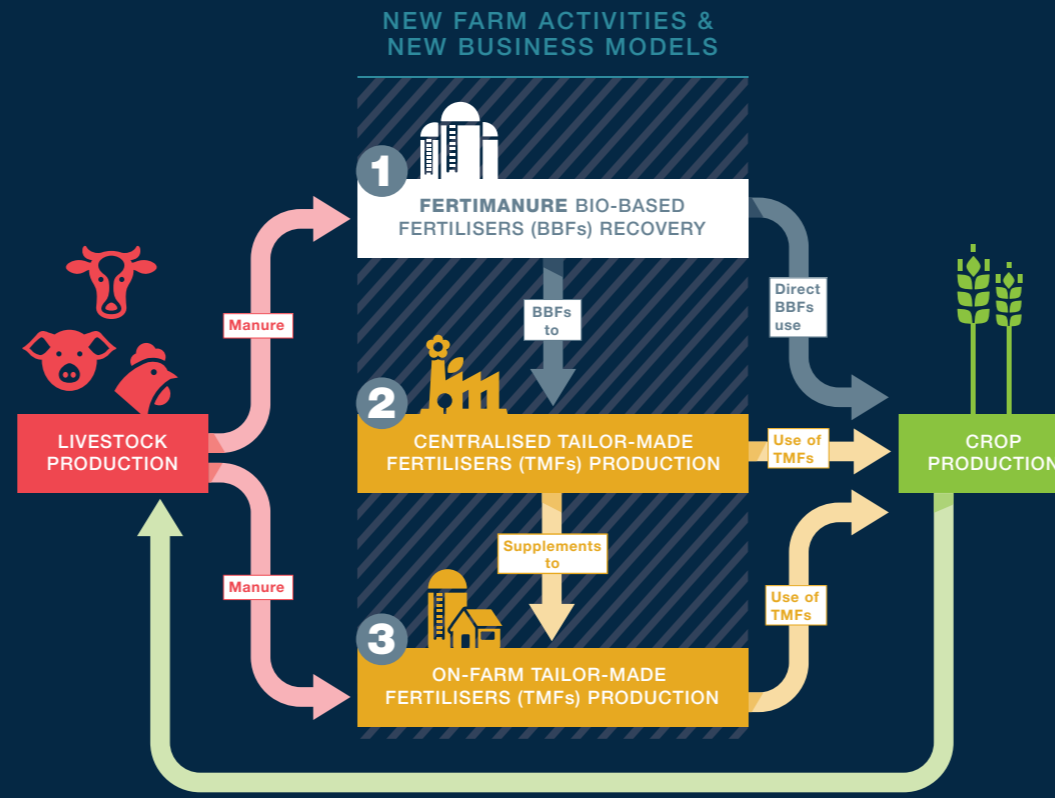 NEW FARM ACTIVITIES &
NEW BUSINESS MODELS
1
FERTIMANURE BIO-BASED
FERTILISERS (BBFs) RECOVERY
Manure
BBFs
to
Direct
BBFs
use
2
LIVESTOCK
PRODUCTION
CENTRALISED TAILOR-MADE
FERTILISERS (TMFs) PRODUCTION
Use of
TMFs
CROP
PRODUCTION
Supplements
to
Manure
Use of
TMFs
3
ON-FARM TAILOR-MADE
FERTILISERS (TMFs) PRODUCTION